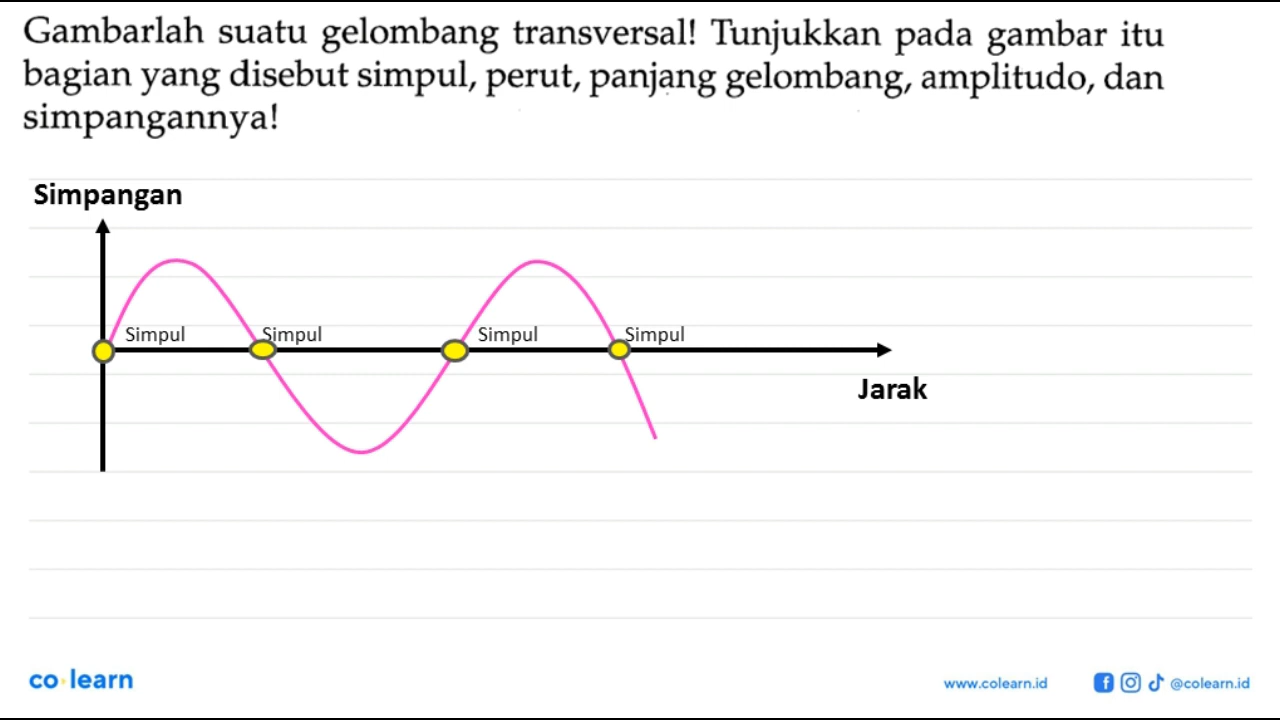 Gambarlah suatu gelombang transversal! Tunjukkan pada gambar itu
bagian yang disebut simpul, perut, panjang gelombang, amplitudo, dan
simpangannya!
Simpangan
Simpul Simpul Simpul Simpul
Jarak
co learn
www.colearn.id @colearn.id